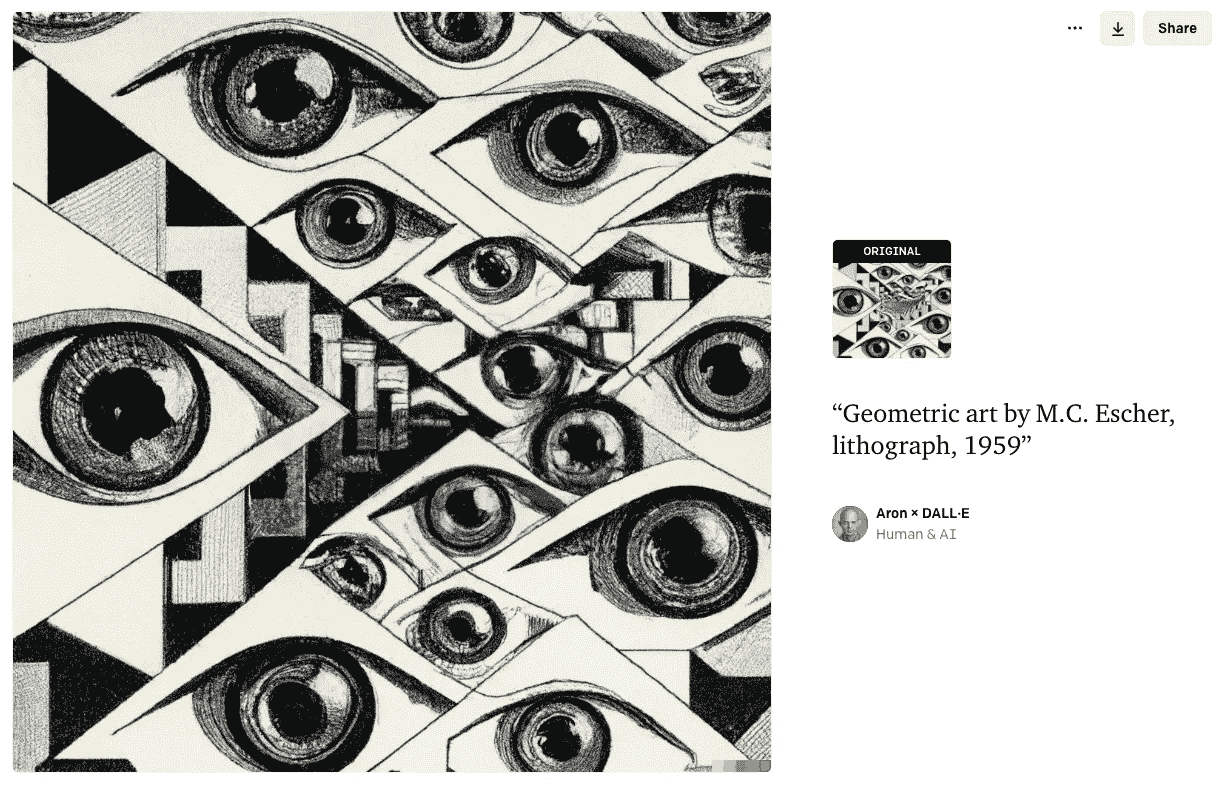 Share
ORIGINAL
“Geometric art by M.C. Escher,
lithograph, 1959”
Aron × DALL·E
Human & AI